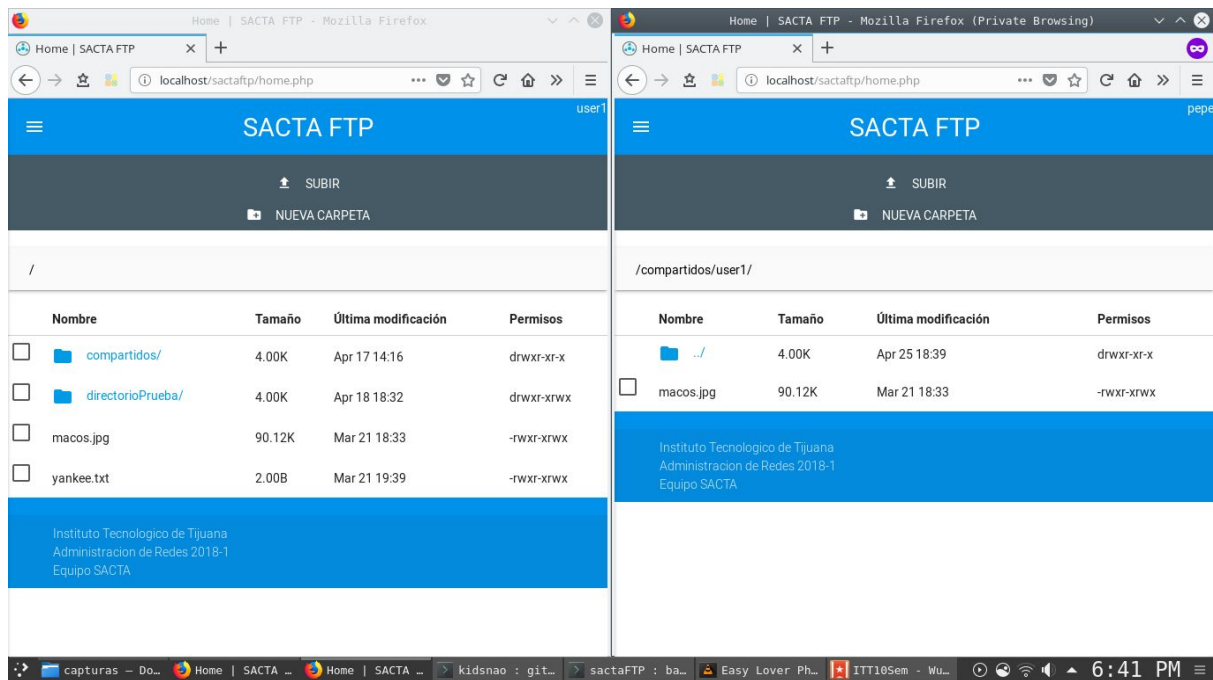 Home | SACTA FTP - Mozilla Firefox
Home | SACTA FTP
localhost/sactaftp/home.php
user1
SACTA FTP
SUBIR
NUEVA CARPETA
/
Nombre Tamaño Última modificación Permisos
compartidos/ 4.00K Apr 17 14:16 drwxr-xr-x
directorioPrueba/ 4.00K Apr 18 18:32 drwxr-xrwx
macos.jpg 90.12K Mar 21 18:33 -rwxr-xrwx
yankee.txt 2.00B Mar 21 19:39 -rwxr-xrwx
Instituto Tecnologico de Tijuana
Administracion de Redes 2018-1
Equipo SACTA
Home | SACTA FTP - Mozilla Firefox (Private Browsing)
Home | SACTA FTP
localhost/sactaftp/home.php
pepe
SACTA FTP
SUBIR
NUEVA CARPETA
/compartidos/user1/
Nombre Tamaño Última modificación Permisos
../ 4.00K Apr 25 18:39 drwxr-xr-x
macos.jpg 90.12K Mar 21 18:33 -rwxr-xrwx
Instituto Tecnologico de Tijuana
Administracion de Redes 2018-1
Equipo SACTA
capturas – Do... Home | SACTA ... Home | SACTA ... kidsnao : git... sactaFTP : ba... Easy Lover Ph... ITT10Sem - Wu... 6:41 PM